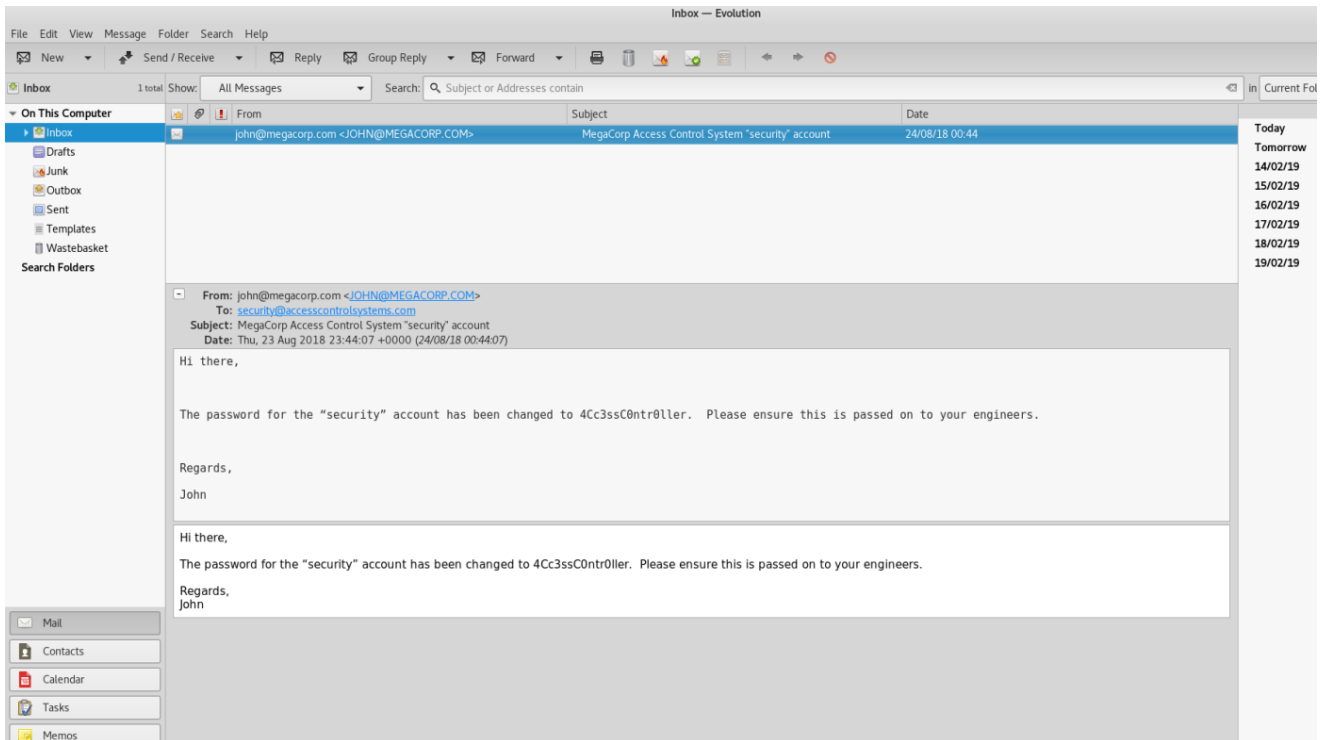 Inbox — Evolution
File Edit View Message Folder Search Help
New Send / Receive Reply Group Reply Forward
Inbox 1 total Show: All Messages Search: Subject or Addresses contain in Current Fol
On This Computer
Inbox
Drafts
Junk
Outbox
Sent
Templates
Wastebasket
Search Folders
From Subject Date
john@megacorp.com <JOHN@MEGACORP.COM> MegaCorp Access Control System "security" account 24/08/18 00:44
Today
Tomorrow
14/02/19
15/02/19
16/02/19
17/02/19
18/02/19
19/02/19
From: john@megacorp.com <JOHN@MEGACORP.COM>
To: security@accesscontrolsystems.com
Subject: MegaCorp Access Control System "security" account
Date: Thu, 23 Aug 2018 23:44:07 +0000 (24/08/18 00:44:07)
Hi there,
The password for the “security” account has been changed to 4Cc3ssC0ntr0ller.  Please ensure this is passed on to your engineers.
Regards,
John
Hi there,
The password for the “security” account has been changed to 4Cc3ssC0ntr0ller.  Please ensure this is passed on to your engineers.
Regards,
John
Mail
Contacts
Calendar
Tasks
Memos